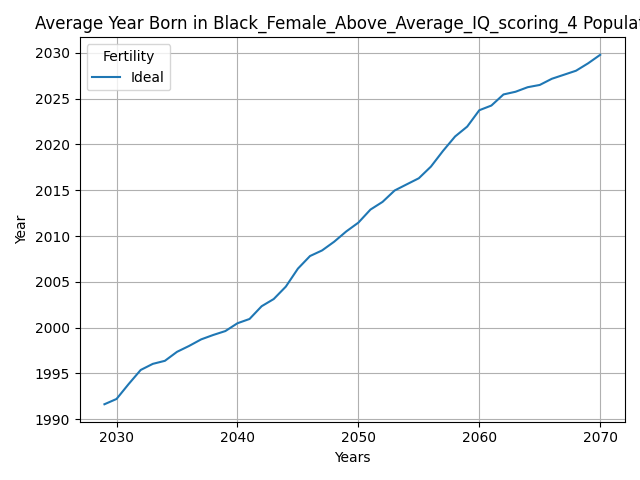 Average Year Born in Black_Female_Above_Average_IQ_scoring_4 Populat
Fertility
Ideal
2030
2025
2020
2015
2010
2005
2000
1995
1990
Year
2030 2040 2050 2060 2070
Years